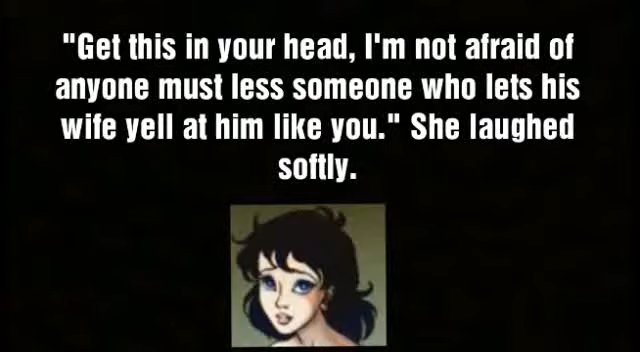 "Get this in your head, I'm not afraid of
anyone must less someone who lets his
wife yell at him like you." She laughed
softly.